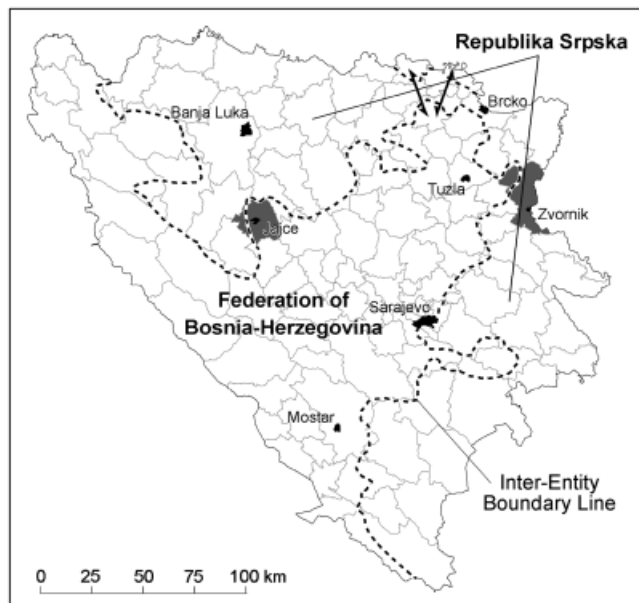 Republika Srpska
Brcko
Banja Luka
Tuzla
Zvornik
Jajce
Federation of
Bosnia-Herzegovina
Sarajevo
Mostar
Inter-Entity
Boundary Line
0 25 50 75 100 km